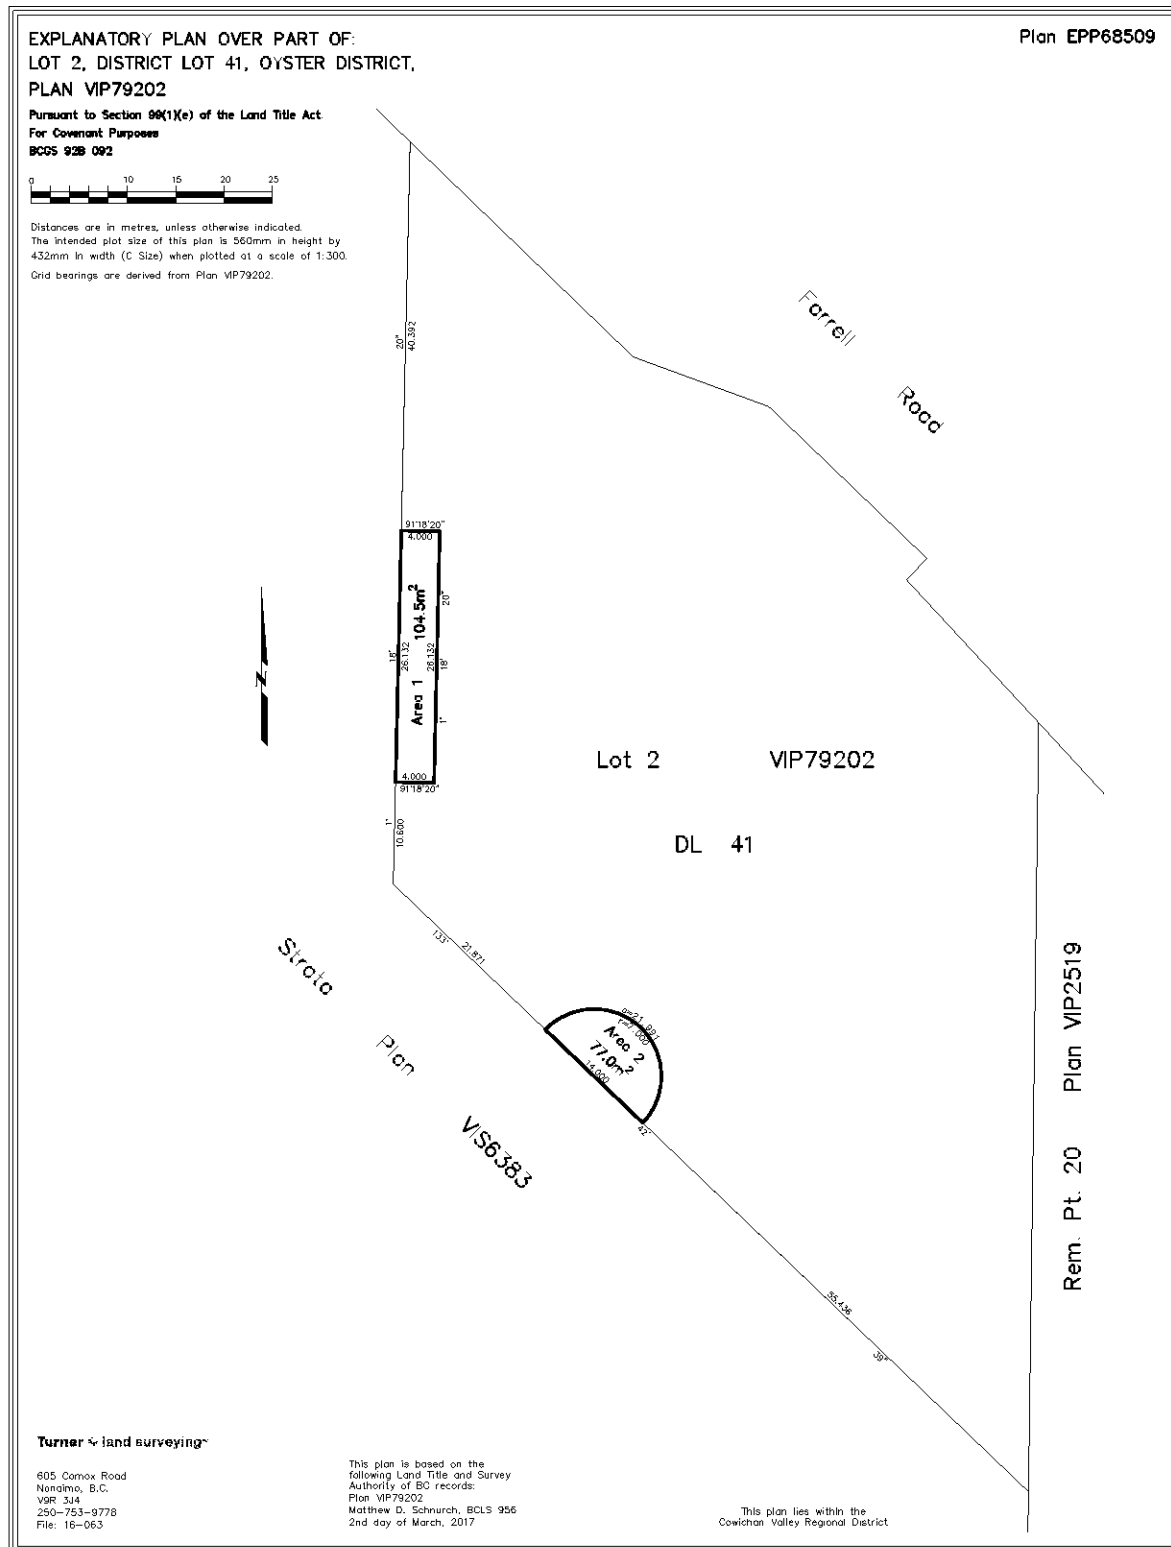 EXPLANATORY PLAN OVER PART OF:
LOT 2, DISTRICT LOT 41, OYSTER DISTRICT,
PLAN VIP79202
Plan EPP68509
Pursuant to Section 99(1)(e) of the Land Title Act
For Covenant Purposes
BCGS 92B 092
0 10 15 20 25
Distances are in metres, unless otherwise indicated.
The intended plot size of this plan is 560mm in height by
432mm in width (C Size) when plotted at a scale of 1:300.
Grid bearings are derived from Plan VIP79202.
Farrell
Road
20"
40.392
91°18'20"
4.000
Area 1 104.5m²
18'
26.132
26.132
20"
18'
1°
4.000
91°18'20"
N
Lot 2 VIP79202
DL 41
1°
10.600
133°
21.871
a=21.991
r=7.000
Area 2
77.0m²
14.000
42'
55.436
39"
Strata
Plan
VIS6383
Rem. Pt. 20 Plan VIP2519
Turner & land surveying
605 Comox Road
Nanaimo, B.C.
V9R 3J4
250-753-9778
File: 16-063
This plan is based on the
following Land Title and Survey
Authority of BC records:
Plan VIP79202
Matthew D. Schnurch, BCLS 956
2nd day of March, 2017
This plan lies within the
Cowichan Valley Regional District